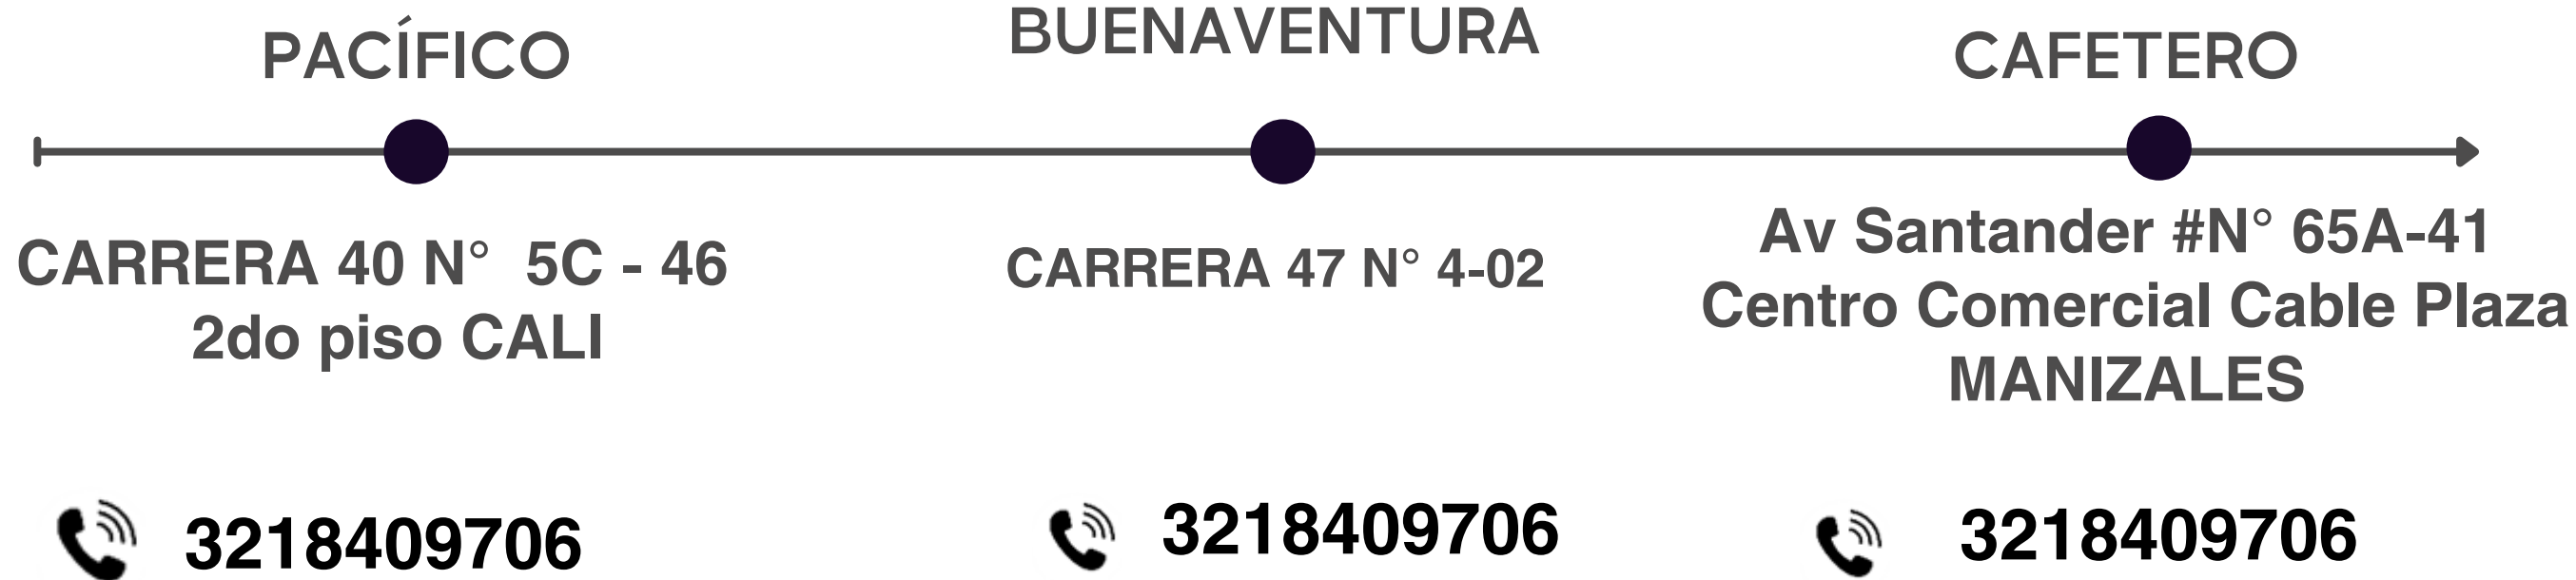 PACÍFICO
BUENAVENTURA
CAFETERO
CARRERA 40 N° 5C - 46
2do piso CALI
CARRERA 47 N° 4-02
Av Santander #N° 65A-41
Centro Comercial Cable Plaza
MANIZALES
3218409706
3218409706
3218409706